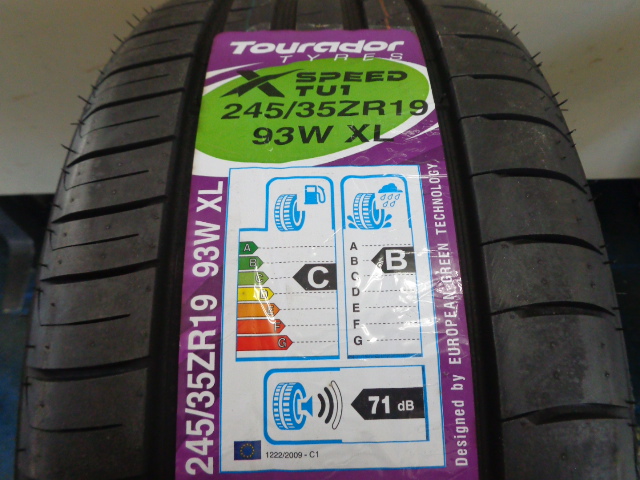 Tourador
TYRES
X SPEED
TU1
245/35ZR19
93W XL
245/35ZR19 93W XL
A
B
C
D
E
F
G
C
A
B
C
D
E
F
G
B
71 dB
1222/2009 - C1
Designed by EUROPEAN GREEN TECHNOLOGY